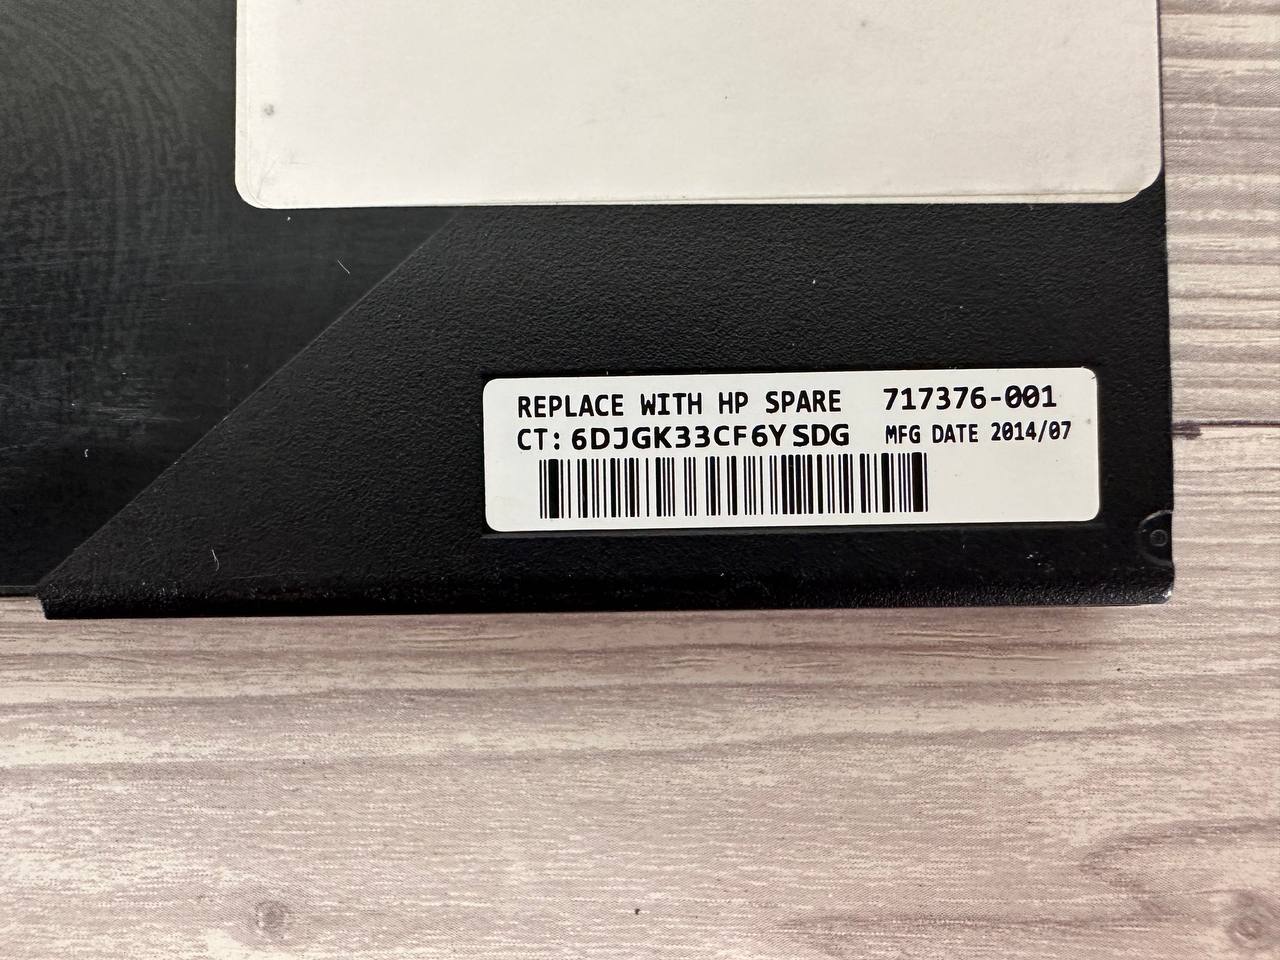 REPLACE WITH HP SPARE 717376-001
CT: 6DJGK33CF6YSDG MFG DATE 2014/07